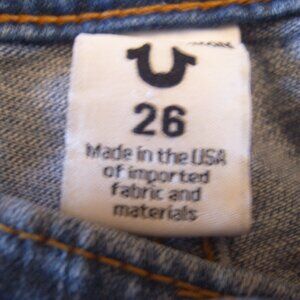 26
Made in the USA
of imported
fabric and
materials